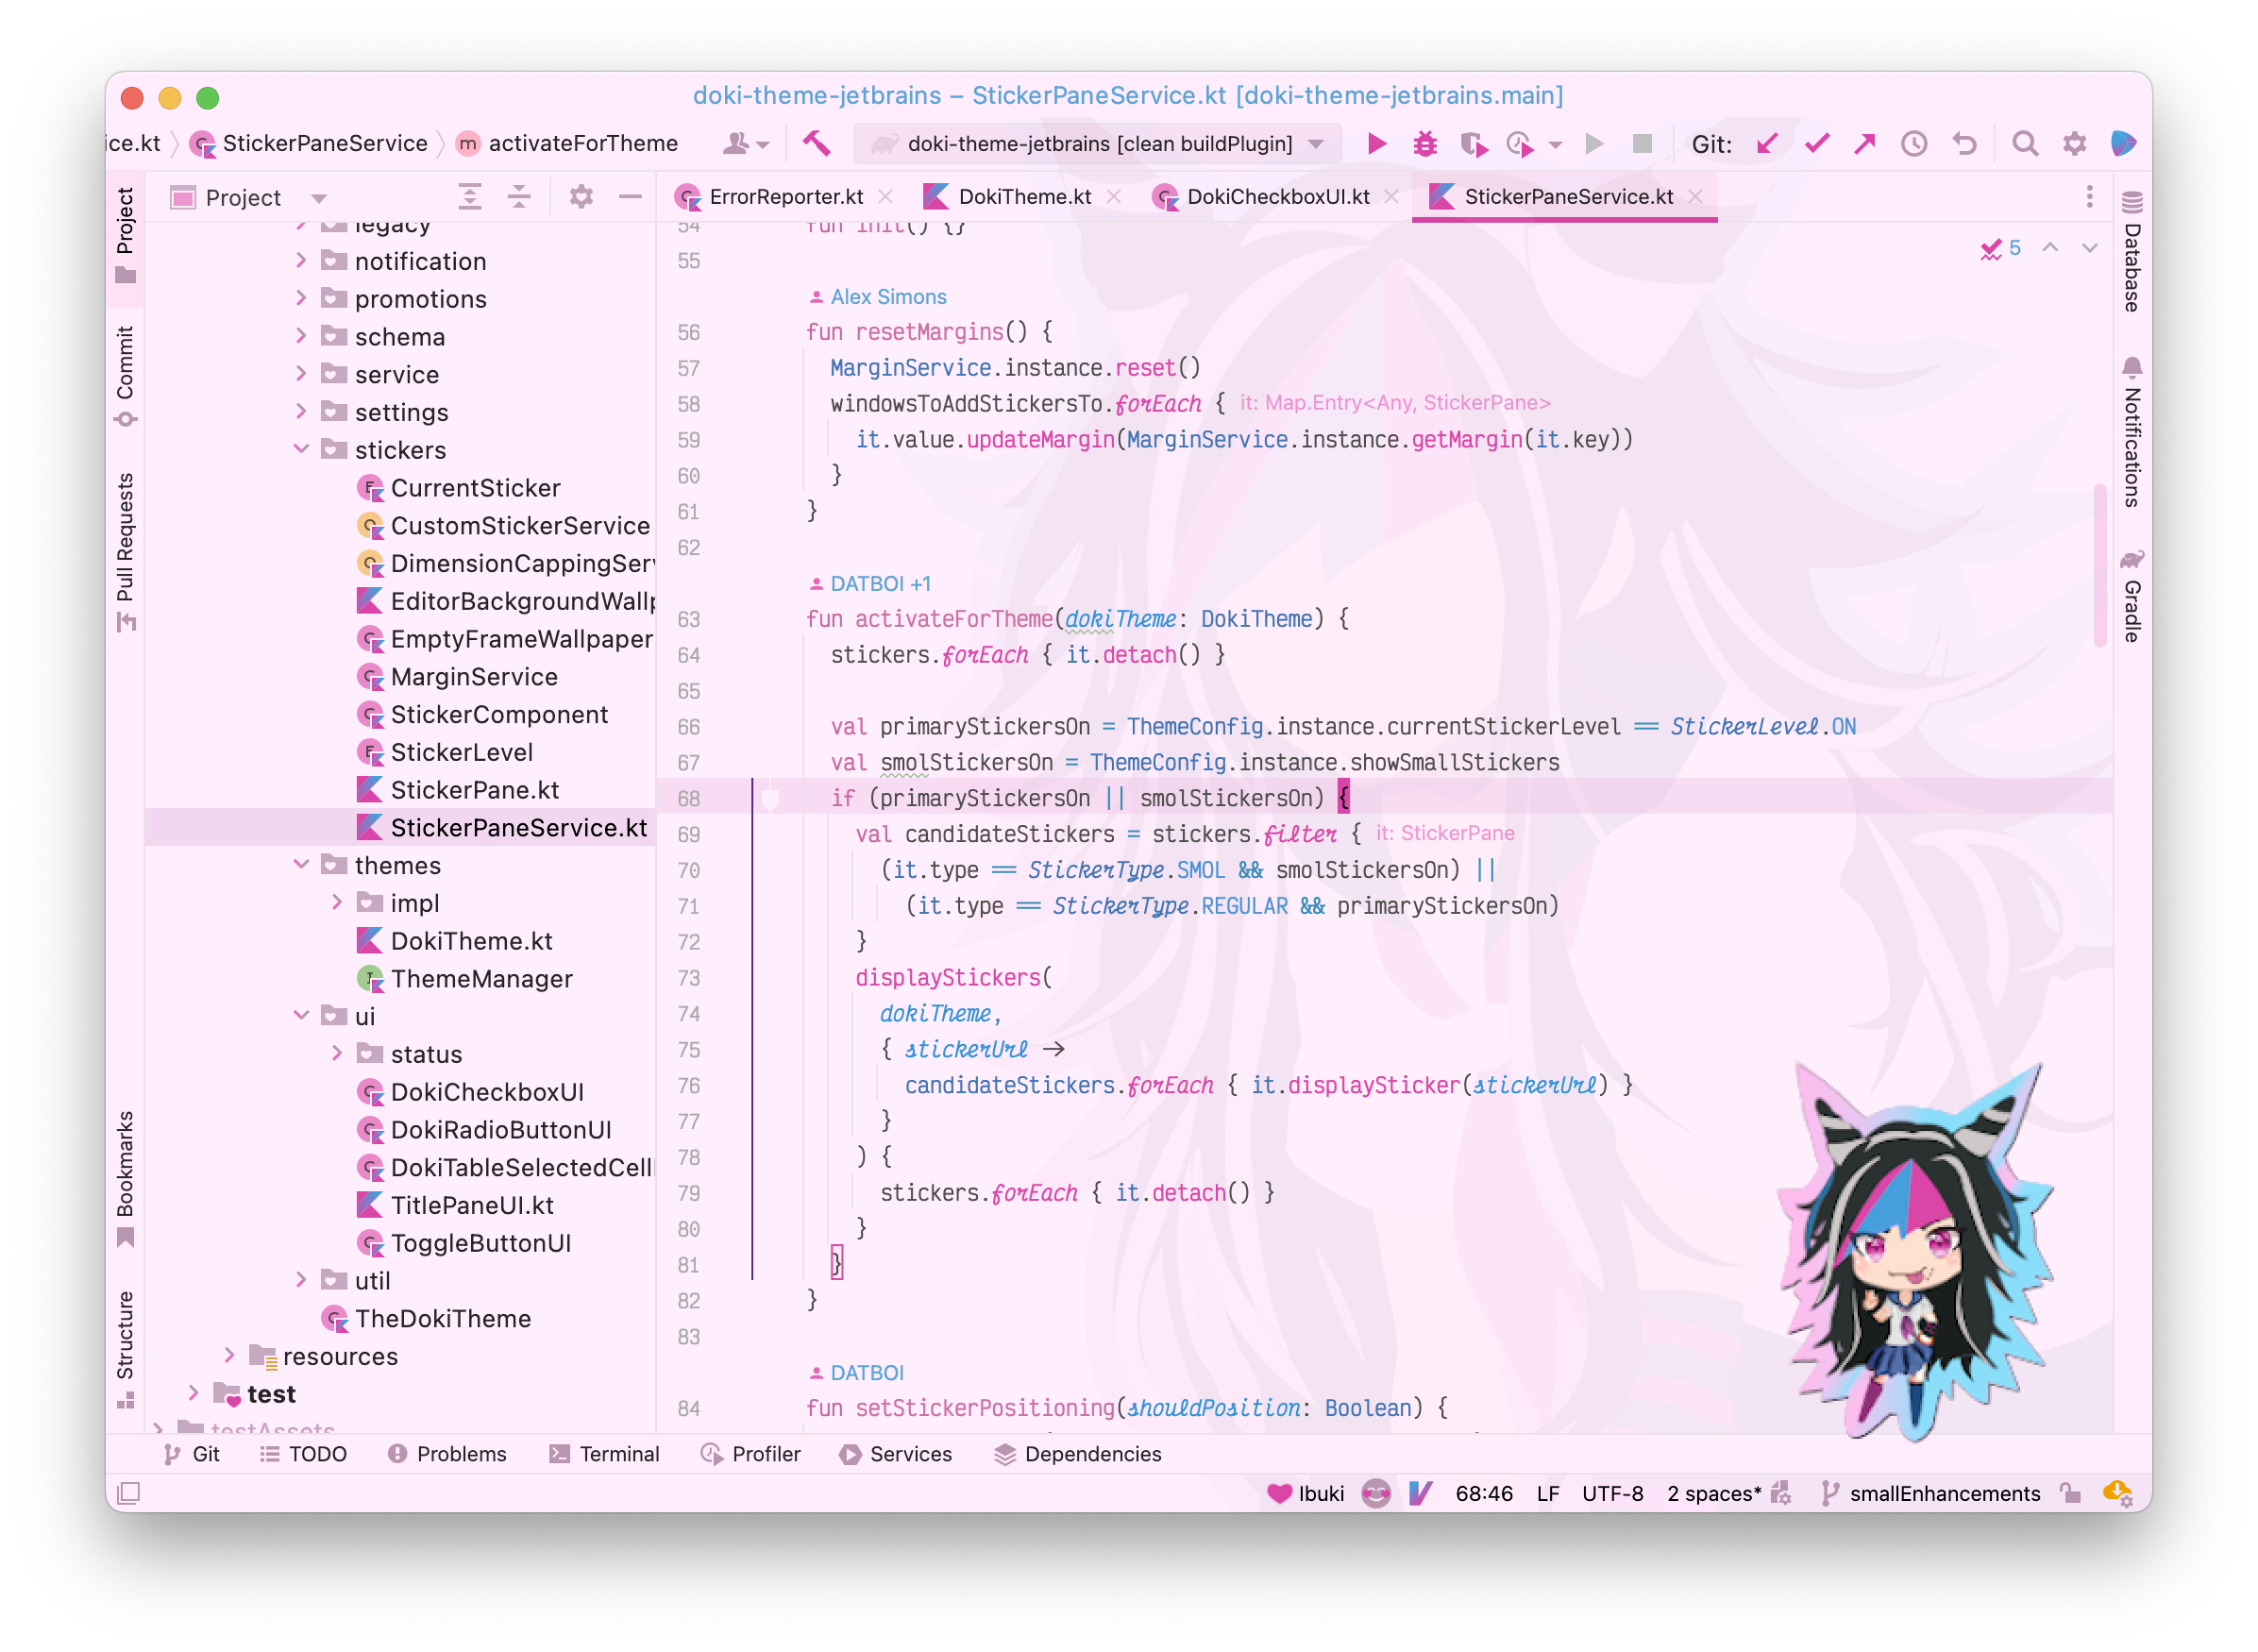 doki-theme-jetbrains – StickerPaneService.kt [doki-theme-jetbrains.main]
ice.kt StickerPaneService m activateForTheme doki-theme-jetbrains [clean buildPlugin] Git:
Project
Commit
Pull Requests
Bookmarks
Structure
Project
legacy
notification
promotions
schema
service
settings
stickers
CurrentSticker
CustomStickerService
DimensionCappingServ
EditorBackgroundWallp
EmptyFrameWallpaper
MarginService
StickerComponent
StickerLevel
StickerPane.kt
StickerPaneService.kt
themes
impl
DokiTheme.kt
ThemeManager
ui
status
DokiCheckboxUI
DokiRadioButtonUI
DokiTableSelectedCell
TitlePaneUI.kt
ToggleButtonUI
util
TheDokiTheme
resources
test
testAssets
ErrorReporter.kt DokiTheme.kt DokiCheckboxUI.kt StickerPaneService.kt
5
54 fun init() {}
55
Alex Simons
56 fun resetMargins() {
57 MarginService.instance.reset()
58 windowsToAddStickersTo.forEach { it: Map.Entry<Any, StickerPane>
59 it.value.updateMargin(MarginService.instance.getMargin(it.key))
60 }
61 }
62
DATBOI +1
63 fun activateForTheme(dokiTheme: DokiTheme) {
64 stickers.forEach { it.detach() }
65
66 val primaryStickersOn = ThemeConfig.instance.currentStickerLevel == StickerLevel.ON
67 val smolStickersOn = ThemeConfig.instance.showSmallStickers
68 if (primaryStickersOn || smolStickersOn) {
69 val candidateStickers = stickers.filter { it: StickerPane
70 (it.type == StickerType.SMOL && smolStickersOn) ||
71 (it.type == StickerType.REGULAR && primaryStickersOn)
72 }
73 displayStickers(
74 dokiTheme,
75 { stickerUrl →
76 candidateStickers.forEach { it.displaySticker(stickerUrl) }
77 }
78 ) {
79 stickers.forEach { it.detach() }
80 }
81 }
82 }
83
DATBOI
84 fun setStickerPositioning(shouldPosition: Boolean) {
Database
Notifications
Gradle
Git TODO Problems Terminal Profiler Services Dependencies
Ibuki 68:46 LF UTF-8 2 spaces* smallEnhancements